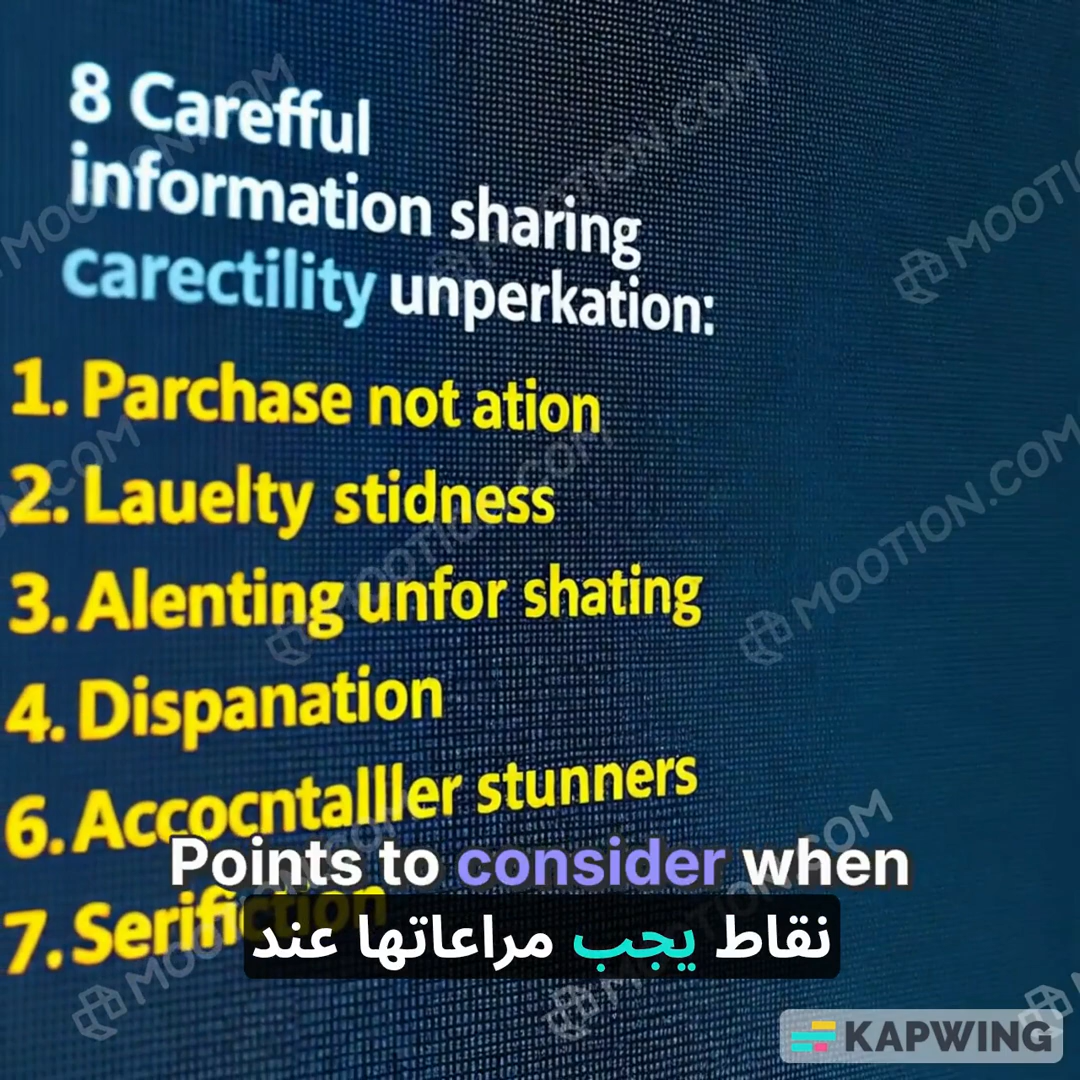 8 Carefful
information sharing
carectility unperkation:
1. Parchase not ation
2. Lauelty stidness
3. Alenting unfor shating
4. Dispanation
6. Accocntalller stunners
7. Serifiction
Points to consider when
نقاط يجب مراعاتها عند
KAPWING
MOOTION.COM